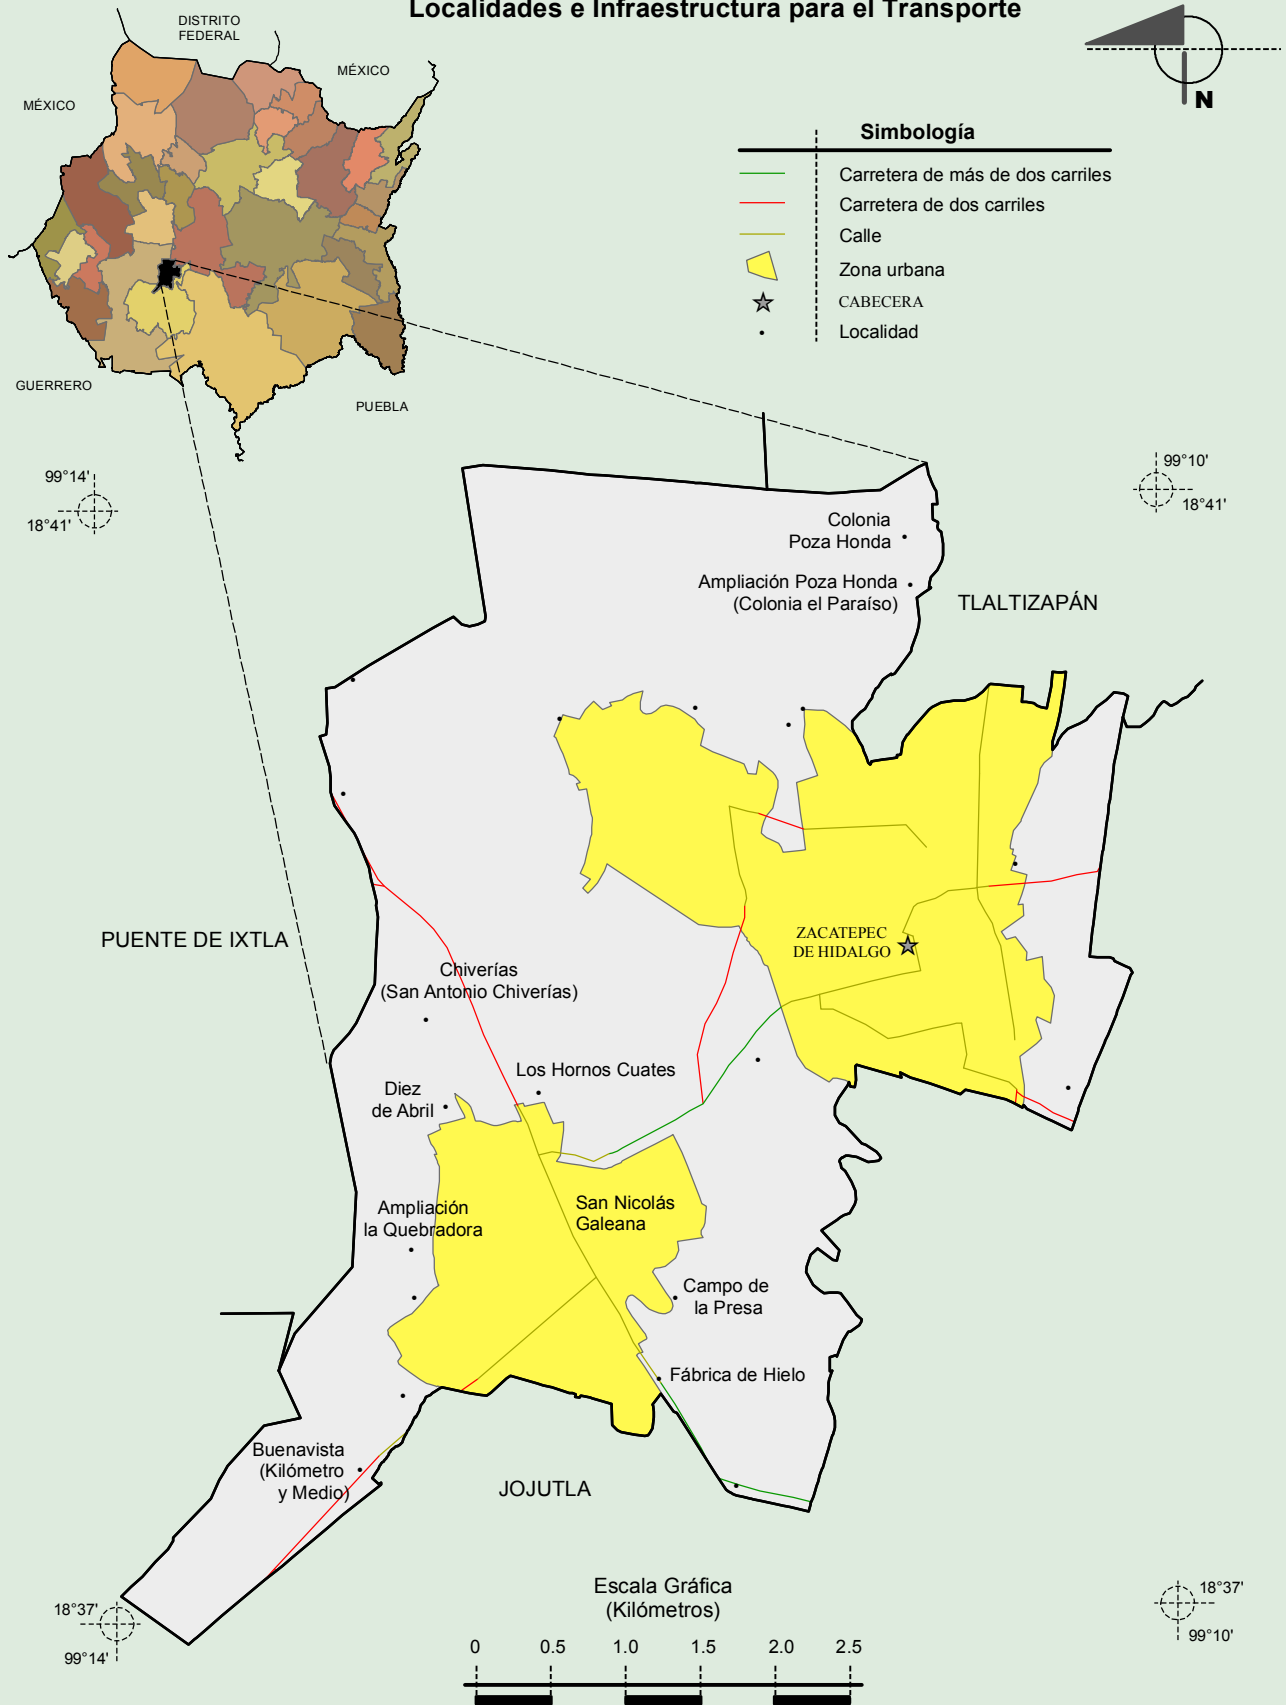 Localidades e Infraestructura para el Transporte
DISTRITO
FEDERAL
MÉXICO
MÉXICO
GUERRERO
PUEBLA
N
Simbología
Carretera de más de dos carriles
Carretera de dos carriles
Calle
Zona urbana
CABECERA
Localidad
99°14'
18°41'
99°10'
18°41'
Colonia
Poza Honda
Ampliación Poza Honda
(Colonia el Paraíso)
TLALTIZAPÁN
PUENTE DE IXTLA
ZACATEPEC
DE HIDALGO
Chiverías
(San Antonio Chiverías)
Los Hornos Cuates
Diez
de Abril
Ampliación
la Quebradora
San Nicolás
Galeana
Campo de
la Presa
Fábrica de Hielo
Buenavista
(Kilómetro
y Medio)
JOJUTLA
18°37'
99°14'
18°37'
99°10'
Escala Gráfica
(Kilómetros)
0 0.5 1.0 1.5 2.0 2.5